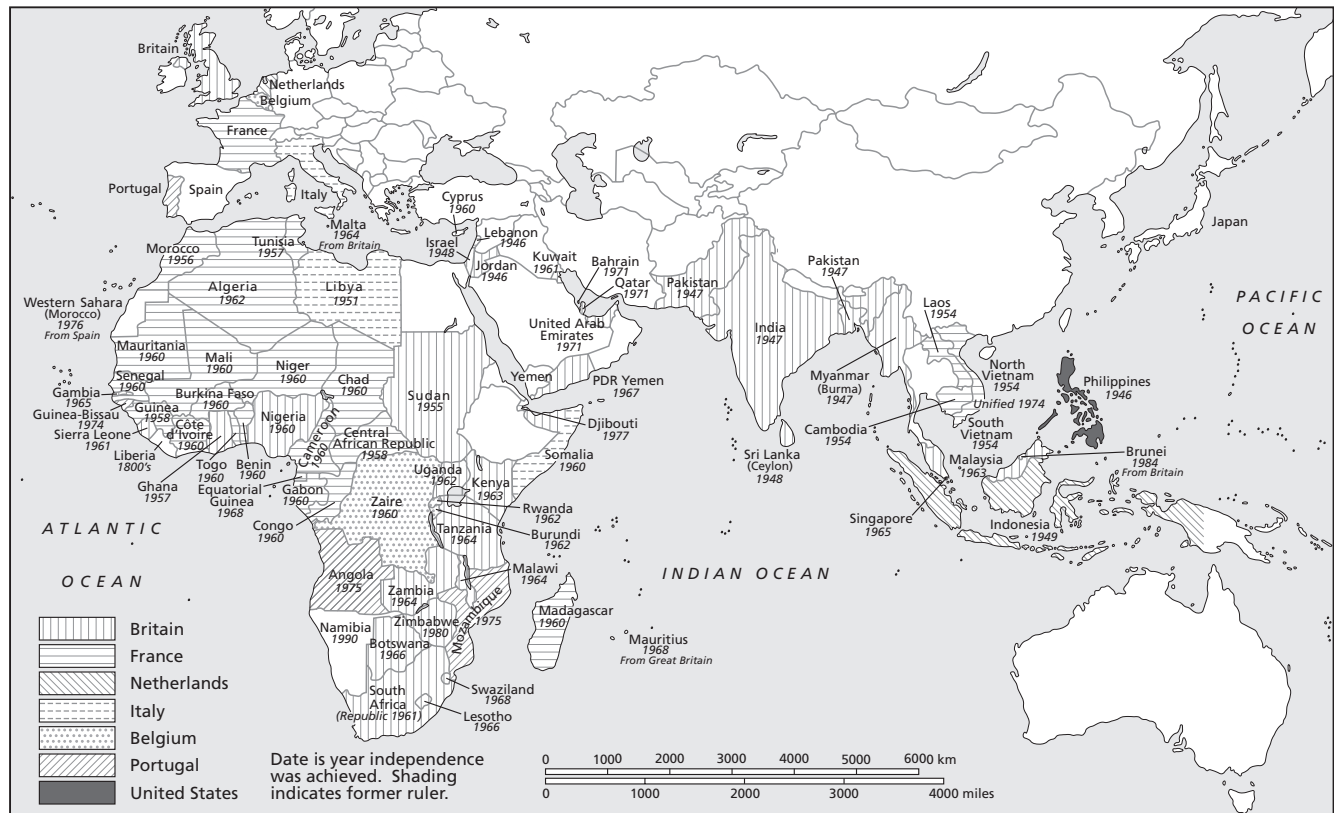 Britain
Netherlands
Belgium
France
Portugal
Spain
Italy
Malta
1964
From Britain
Cyprus
1960
Lebanon
1946
Israel
1948
Jordan
1946
Kuwait
1961
Bahrain
1971
Qatar
1971
United Arab
Emirates
1971
Yemen
PDR Yemen
1967
Morocco
1956
Tunisia
1957
Algeria
1962
Libya
1951
Western Sahara
(Morocco)
1976
From Spain
Mauritania
1960
Mali
1960
Niger
1960
Chad
1960
Sudan
1955
Senegal
1960
Gambia
1965
Guinea-Bissau
1974
Guinea
1958
Sierra Leone
1961
Liberia
1800's
Côte
d'Ivoire
1960
Burkina Faso
1960
Ghana
1957
Togo
1960
Benin
1960
Nigeria
1960
Cameroon
1960
Equatorial
Guinea
1968
Gabon
1960
Congo
1960
Central
African Republic
1958
Djibouti
1977
Somalia
1960
Uganda
1962
Kenya
1963
Rwanda
1962
Burundi
1962
Zaire
1960
Tanzania
1964
Malawi
1964
Angola
1975
Zambia
1964
Mozambique
1975
Zimbabwe
1980
Namibia
1990
Botswana
1966
Madagascar
1960
Mauritius
1968
From Great Britain
South
Africa
(Republic 1961)
Swaziland
1968
Lesotho
1966
Pakistan
1947
India
1947
Pakistan
1947
Sri Lanka
(Ceylon)
1948
Myanmar
(Burma)
1947
Laos
1954
North
Vietnam
1954
Unified 1974
South
Vietnam
1954
Cambodia
1954
Malaysia
1963
Singapore
1965
Indonesia
1949
Brunei
1984
From Britain
Philippines
1946
Japan
PACIFIC
OCEAN
ATLANTIC
OCEAN
INDIAN OCEAN
Britain
France
Netherlands
Italy
Belgium
Portugal
United States
Date is year independence
was achieved. Shading
indicates former ruler.
0 1000 2000 3000 4000 5000 6000 km
0 1000 2000 3000 4000 miles